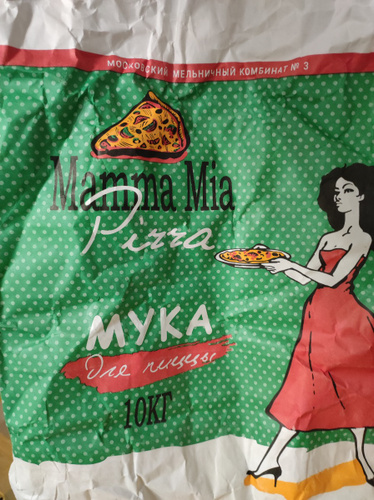 МОСКОВСКИЙ МЕЛЬНИЧНЫЙ КОМБИНАТ № 3
Mamma Mia
Pizza
МУКА
для пиццы
10КГ